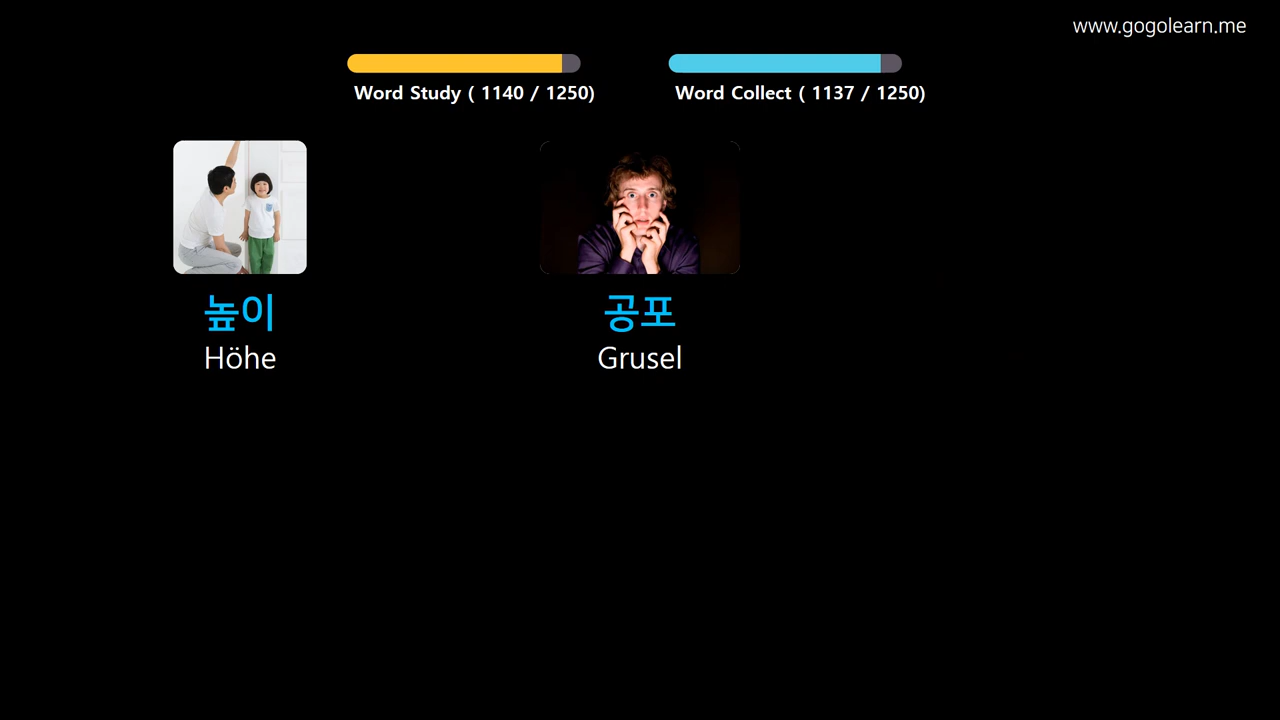 www.gogolearn.me
Word Study ( 1140 / 1250)
Word Collect ( 1137 / 1250)
높이
Höhe
공포
Grusel